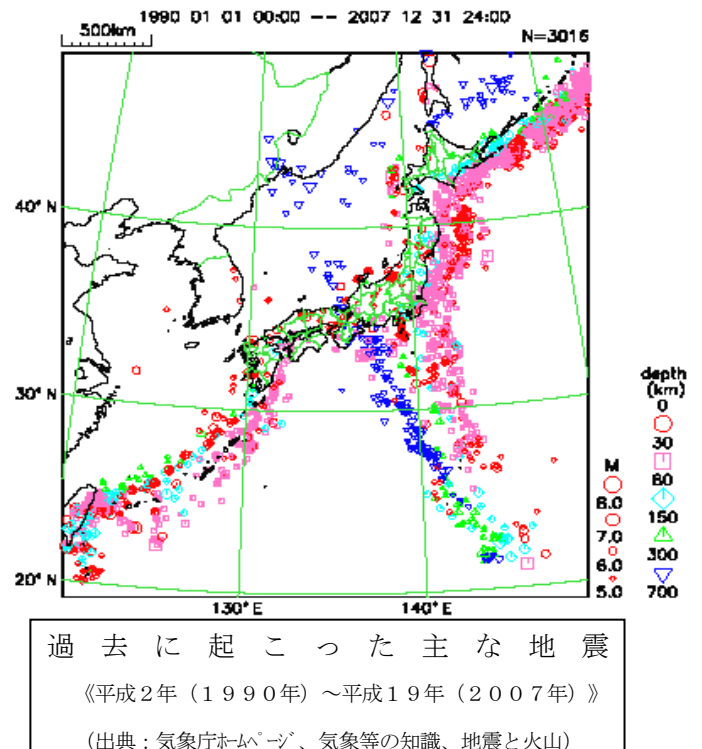 1990 01 01 00:00 -- 2007 12 31 24:00
500km
N=3016
40° N
30° N
20° N
130° E
140° E
M
8.0
7.0
6.0
5.0
depth
(km)
0
30
80
150
300
700
過去に起こった主な地震
《平成2年（1990年）～平成19年（2007年）》
（出典：気象庁ﾎｰﾑﾍﾟｰｼﾞ、気象等の知識、地震と火山）